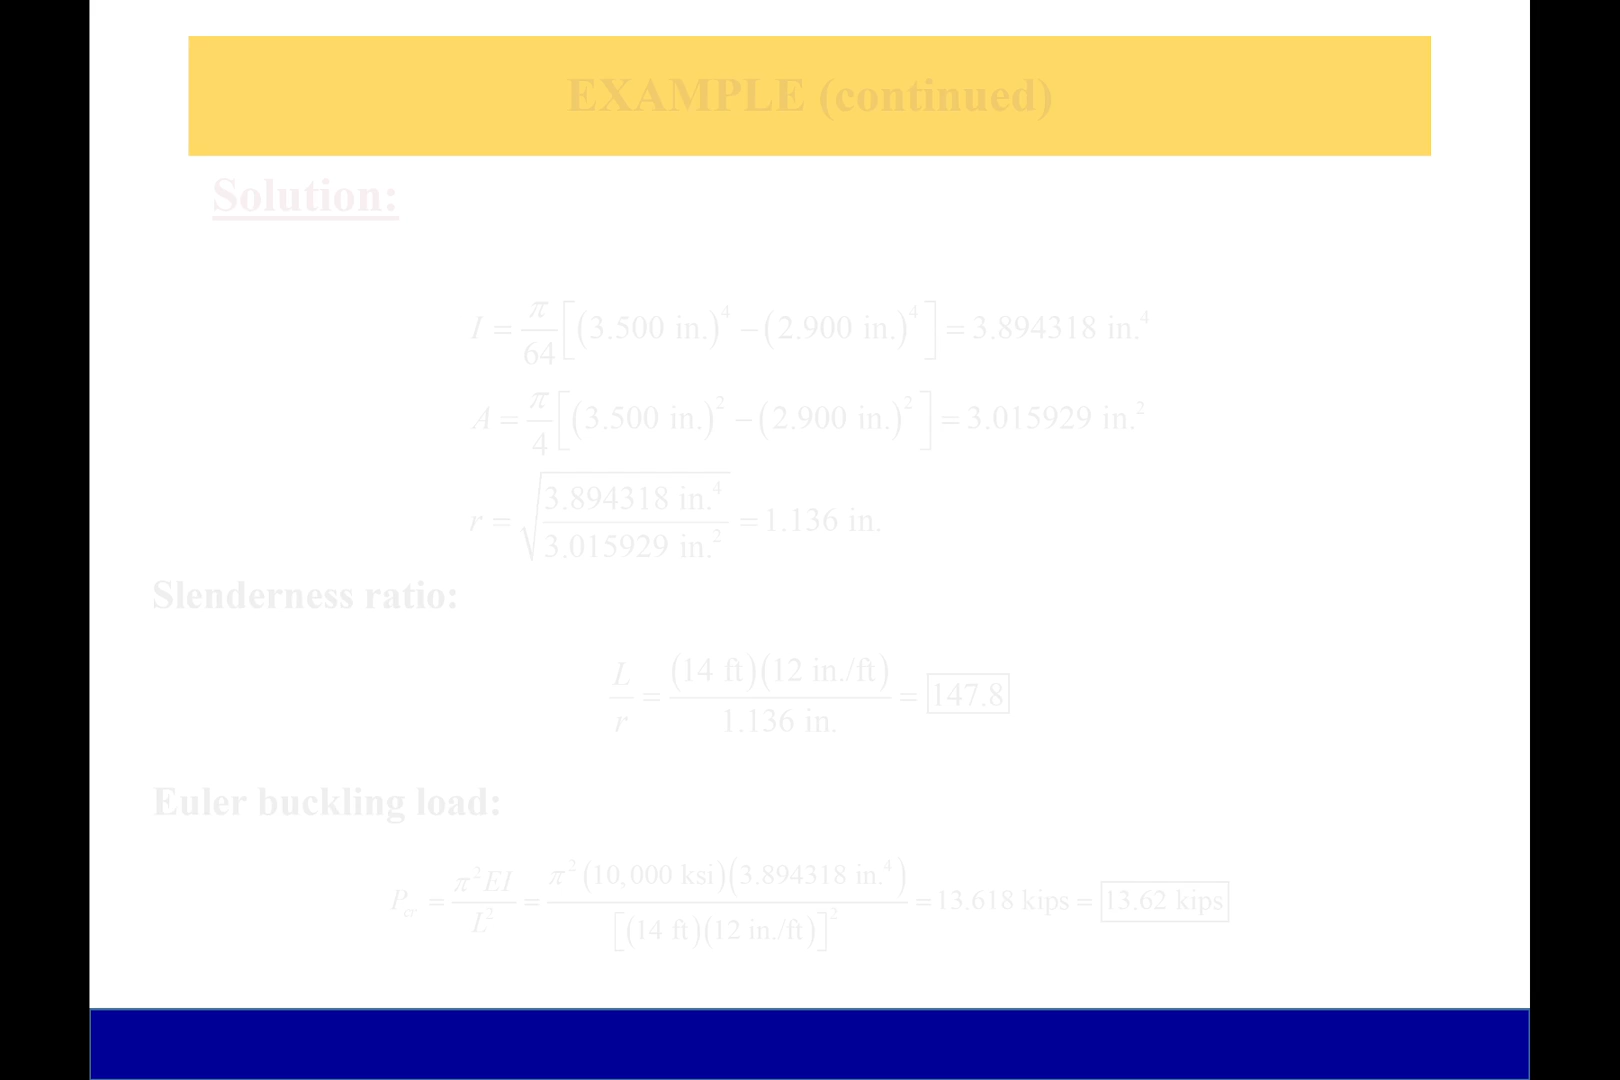 EXAMPLE (continued)
Solution:
I = π/64 [(3.500 in.)⁴ − (2.900 in.)⁴] = 3.894318 in.⁴
A = π/4 [(3.500 in.)² − (2.900 in.)²] = 3.015929 in.²
r = √(3.894318 in.⁴ / 3.015929 in.²) = 1.136 in.
Slenderness ratio:
L/r = (14 ft)(12 in./ft) / 1.136 in. = 147.8
Euler buckling load:
P_cr = π²EI / L² = π²(10,000 ksi)(3.894318 in.⁴) / [(14 ft)(12 in./ft)]² = 13.618 kips = 13.62 kips